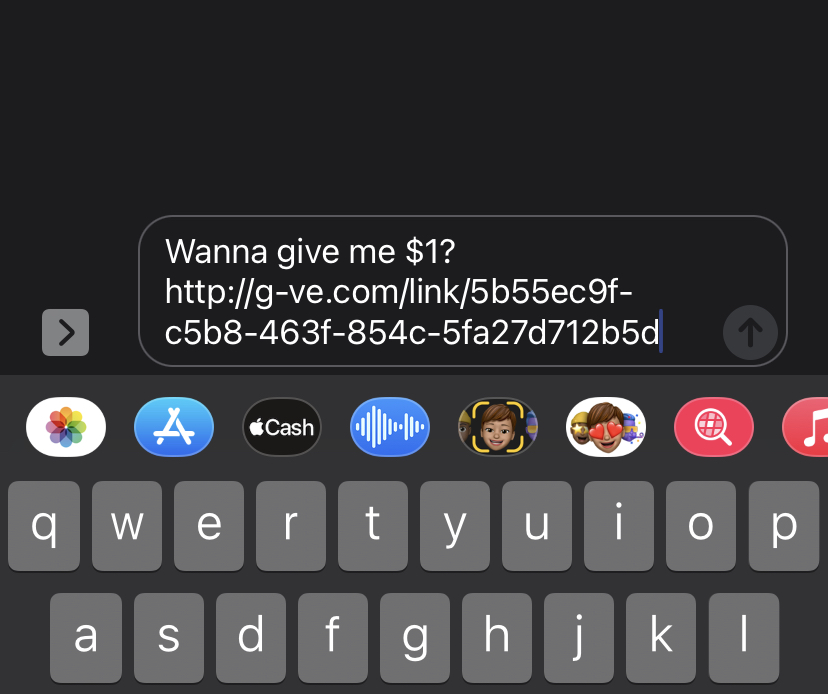 Wanna give me $1?
http://g-ve.com/link/5b55ec9f-
c5b8-463f-854c-5fa27d712b5d
Cash
q w e r t y u i o p
a s d f g h j k l